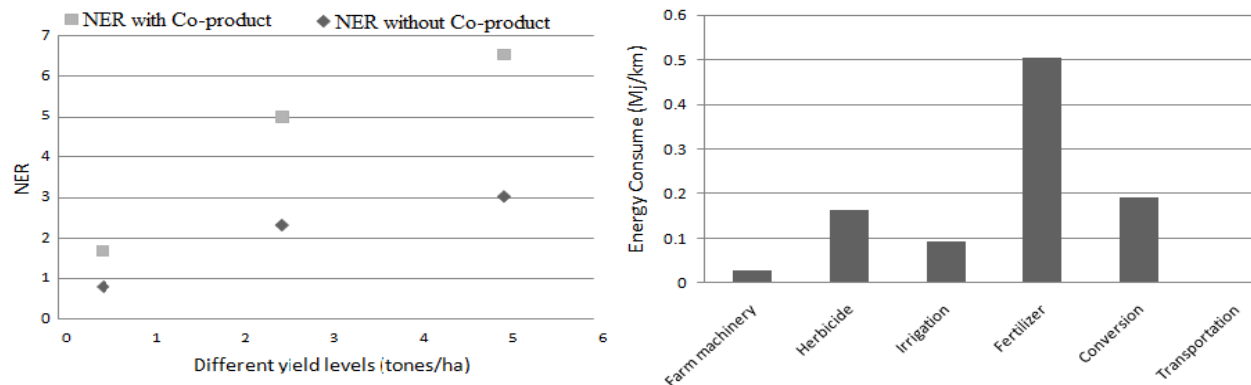 NER with Co-product NER without Co-product
7
6
5
4
3
2
1
0
NER
0 1 2 3 4 5 6
Different yield levels (tones/ha)
0.6
0.5
0.4
0.3
0.2
0.1
0
Energy Consume (Mj/km)
Farm machinery
Herbicide
Irrigation
Fertilizer
Conversion
Transportation